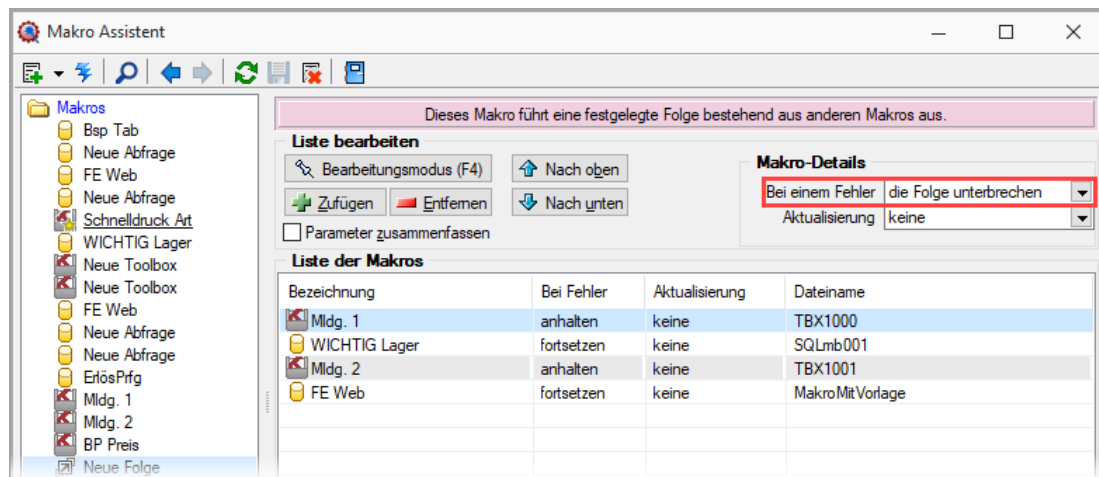 Makro Assistent
Makros
Bsp Tab
Neue Abfrage
FE Web
Neue Abfrage
Schnelldruck Art
WICHTIG Lager
Neue Toolbox
Neue Toolbox
FE Web
Neue Abfrage
Neue Abfrage
ErlösPrfg
Mldg. 1
Mldg. 2
BP Preis
Neue Folge
Dieses Makro führt eine festgelegte Folge bestehend aus anderen Makros aus.
Liste bearbeiten
Bearbeitungsmodus (F4) Nach oben
Zufügen Entfernen Nach unten
Parameter zusammenfassen
Makro-Details
Bei einem Fehler die Folge unterbrechen
Aktualisierung keine
Liste der Makros
Bezeichnung Bei Fehler Aktualisierung Dateiname
Mldg. 1 anhalten keine TBX1000
WICHTIG Lager fortsetzen keine SQLmb001
Mldg. 2 anhalten keine TBX1001
FE Web fortsetzen keine MakroMitVorlage